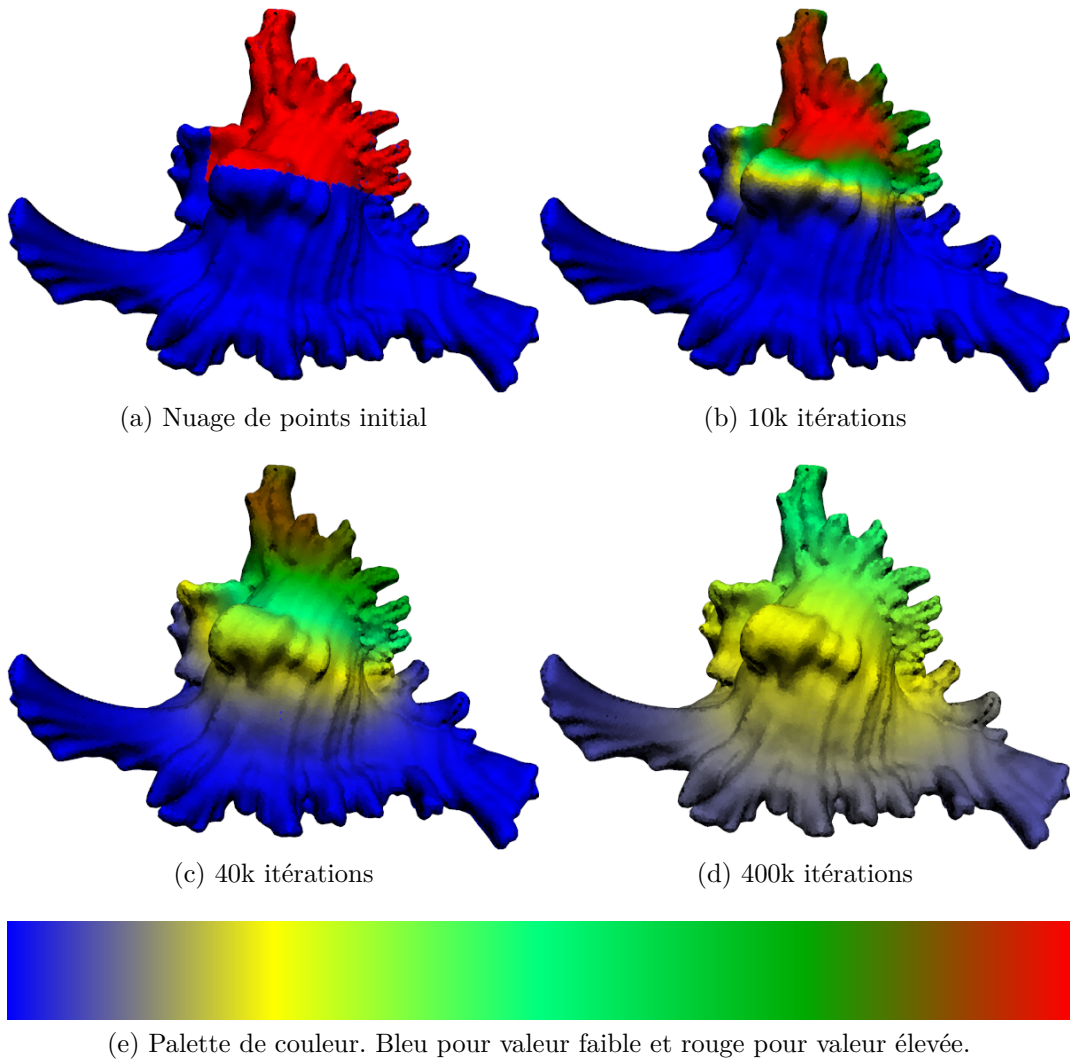 (a) Nuage de points initial
(b) 10k itérations
(c) 40k itérations
(d) 400k itérations
(e) Palette de couleur. Bleu pour valeur faible et rouge pour valeur élevée.